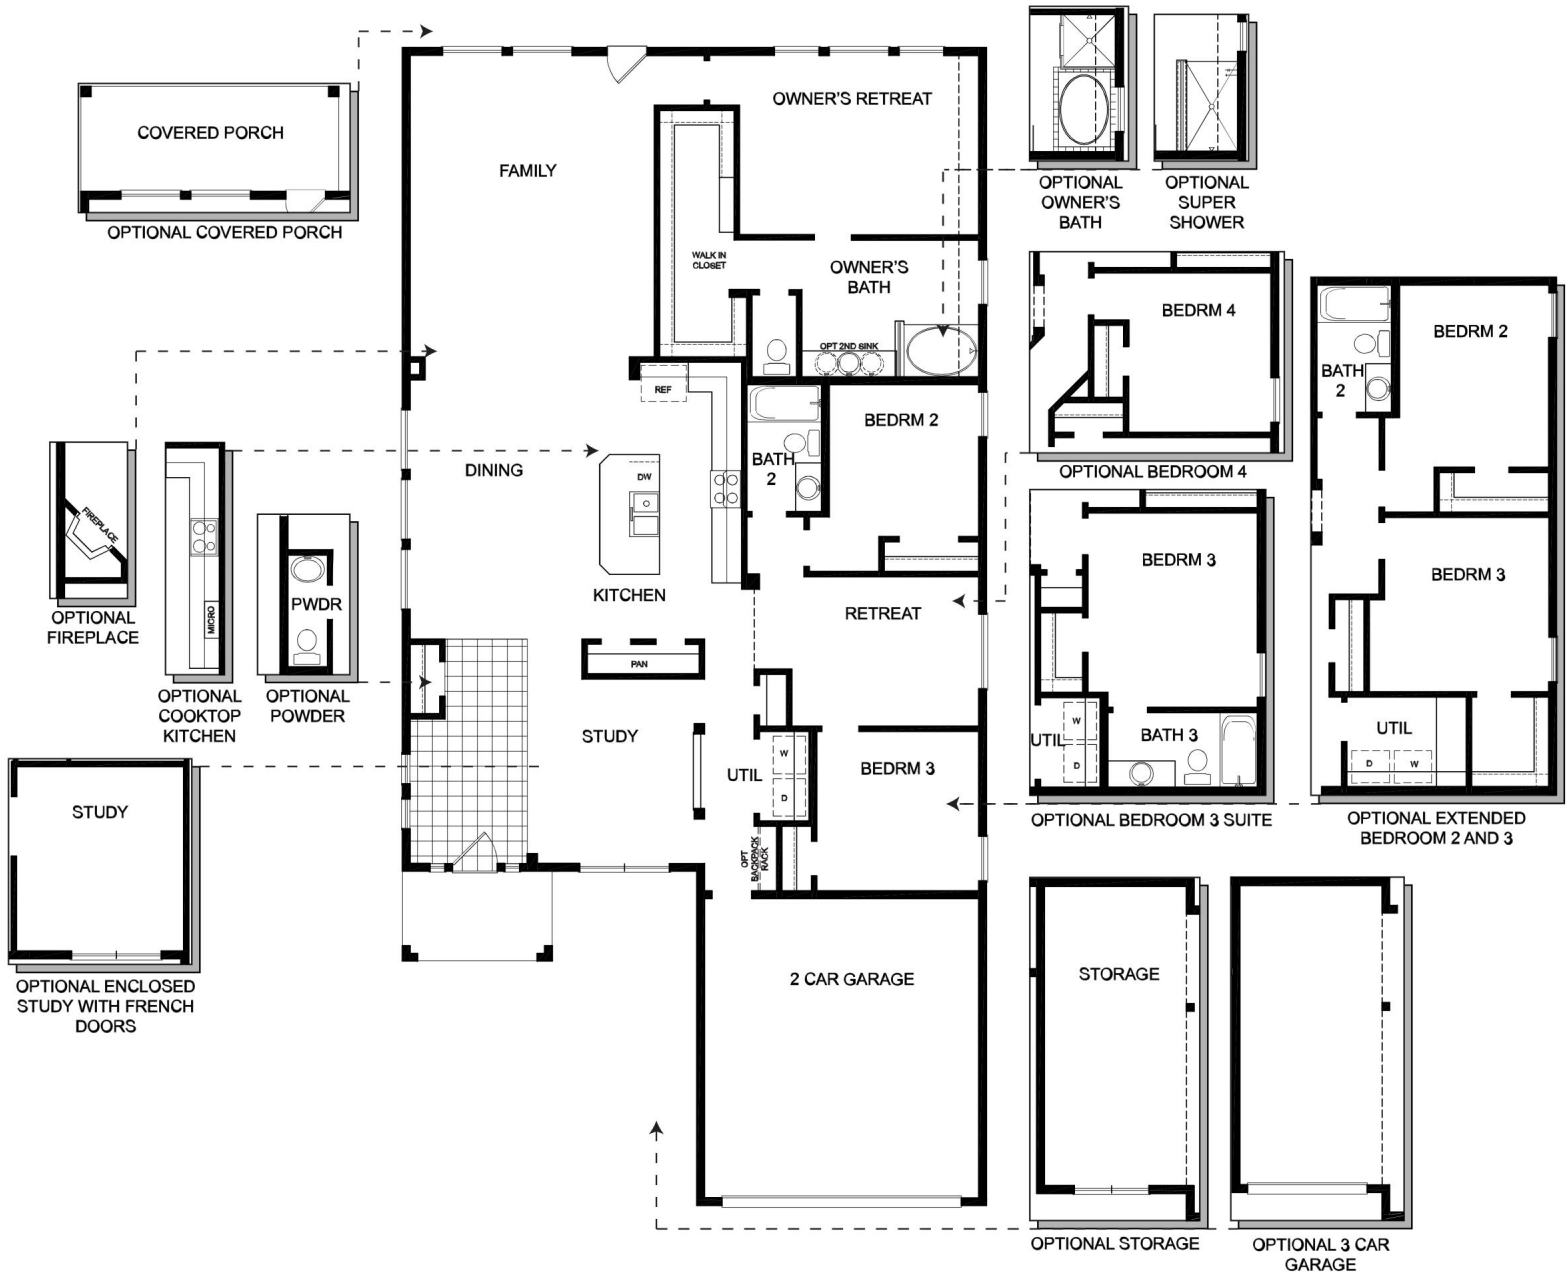 COVERED PORCH
OPTIONAL COVERED PORCH
FAMILY
OWNER'S RETREAT
WALK IN
CLOSET
OWNER'S
BATH
OPT 2ND SINK
OPTIONAL
OWNER'S
BATH
OPTIONAL
SUPER
SHOWER
BEDRM 4
OPTIONAL BEDROOM 4
BEDRM 2
BATH
2
BEDRM 3
UTIL
D
W
OPTIONAL EXTENDED
BEDROOM 2 AND 3
BEDRM 3
UTIL
W
D
BATH 3
OPTIONAL BEDROOM 3 SUITE
REF
BEDRM 2
BATH
2
DINING
DW
KITCHEN
RETREAT
PAN
STUDY
UTIL
W
D
BEDRM 3
OPT
BACKPACK
RACK
2 CAR GARAGE
FIREPLACE
OPTIONAL
FIREPLACE
MICRO
OPTIONAL
COOKTOP
KITCHEN
PWDR
OPTIONAL
POWDER
STUDY
OPTIONAL ENCLOSED
STUDY WITH FRENCH
DOORS
STORAGE
OPTIONAL STORAGE
OPTIONAL 3 CAR
GARAGE